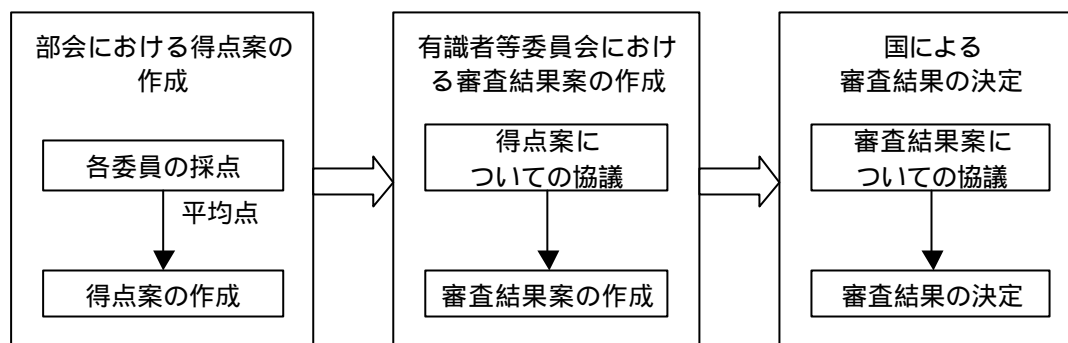 部会における得点案の
作成
各委員の採点
平均点
得点案の作成
有識者等委員会におけ
る審査結果案の作成
得点案に
ついての協議
審査結果案の作成
国による
審査結果の決定
審査結果案に
ついての協議
審査結果の決定